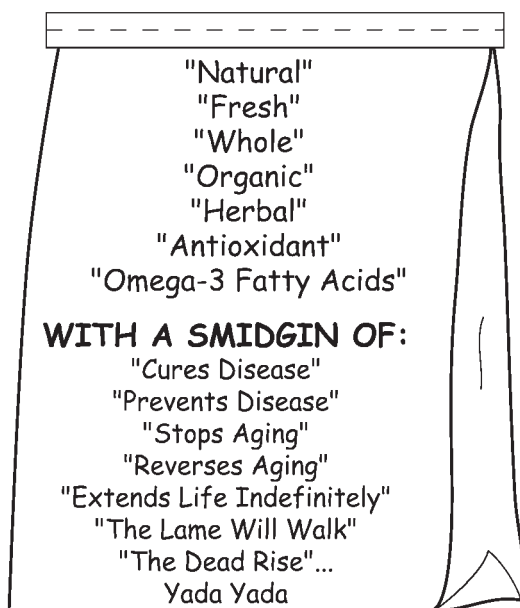 "Natural"
"Fresh"
"Whole"
"Organic"
"Herbal"
"Antioxidant"
"Omega-3 Fatty Acids"
WITH A SMIDGIN OF:
"Cures Disease"
"Prevents Disease"
"Stops Aging"
"Reverses Aging"
"Extends Life Indefinitely"
"The Lame Will Walk"
"The Dead Rise"...
Yada Yada